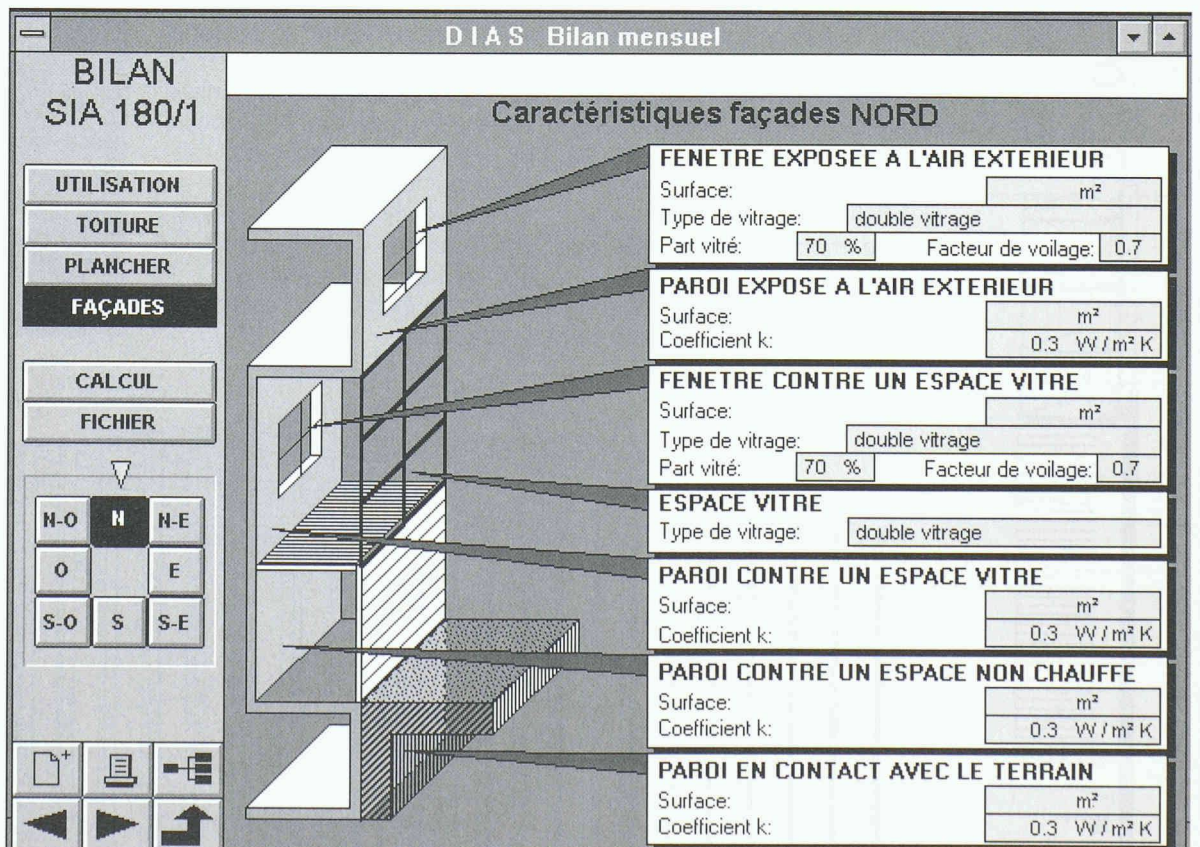 DIAS Bilan mensuel
BILAN
SIA 180/1
UTILISATION
TOITURE
PLANCHER
FAÇADES
CALCUL
FICHIER
N-O N N-E
O E
S-O S S-E
Caractéristiques façades NORD
FENETRE EXPOSEE A L'AIR EXTERIEUR
Surface: m²
Type de vitrage: double vitrage
Part vitré: 70 % Facteur de voilage: 0.7
PAROI EXPOSE A L'AIR EXTERIEUR
Surface: m²
Coefficient k: 0.3 W/m² K
FENETRE CONTRE UN ESPACE VITRE
Surface: m²
Type de vitrage: double vitrage
Part vitré: 70 % Facteur de voilage: 0.7
ESPACE VITRE
Type de vitrage: double vitrage
PAROI CONTRE UN ESPACE VITRE
Surface: m²
Coefficient k: 0.3 W/m² K
PAROI CONTRE UN ESPACE NON CHAUFFE
Surface: m²
Coefficient k: 0.3 W/m² K
PAROI EN CONTACT AVEC LE TERRAIN
Surface: m²
Coefficient k: 0.3 W/m² K